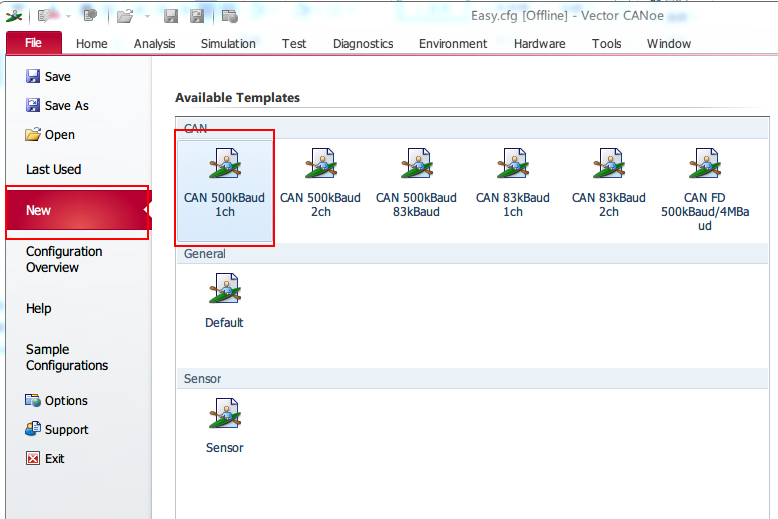 Easy.cfg [Offline] - Vector CANoe
File Home Analysis Simulation Test Diagnostics Environment Hardware Tools Window
Save
Save As
Open
Last Used
New
Configuration
Overview
Help
Sample
Configurations
Options
Support
Exit
Available Templates
CAN
CAN 500kBaud
1ch
CAN 500kBaud
2ch
CAN 500kBaud
83kBaud
CAN 83kBaud
1ch
CAN 83kBaud
2ch
CAN FD
500kBaud/4MBa
ud
General
Default
Sensor
Sensor